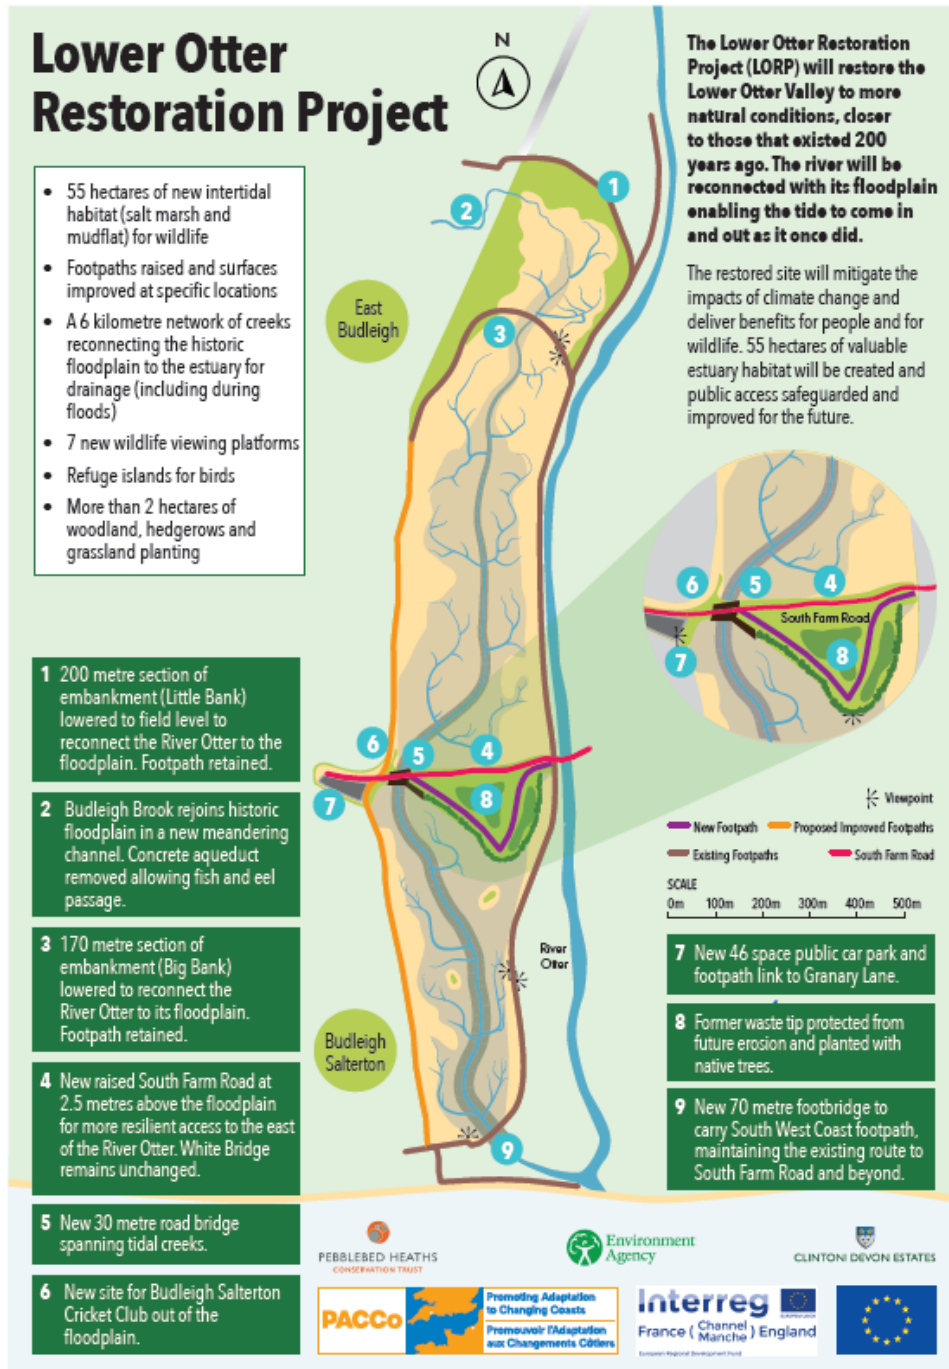 Lower Otter
Restoration Project
N
The Lower Otter Restoration
Project (LORP) will restore the
Lower Otter Valley to more
natural conditions, closer
to those that existed 200
years ago. The river will be
reconnected with its floodplain
enabling the tide to come in
and out as it once did.
The restored site will mitigate the
impacts of climate change and
deliver benefits for people and for
wildlife. 55 hectares of valuable
estuary habitat will be created and
public access safeguarded and
improved for the future.
• 55 hectares of new intertidal
habitat (salt marsh and
mudflat) for wildlife
• Footpaths raised and surfaces
improved at specific locations
• A 6 kilometre network of creeks
reconnecting the historic
floodplain to the estuary for
drainage (including during
floods)
• 7 new wildlife viewing platforms
• Refuge islands for birds
• More than 2 hectares of
woodland, hedgerows and
grassland planting
1
2
East
Budleigh
3
6
5
4
7
8
6
5
4
South Farm Road
8
7
River
Otter
Budleigh
Salterton
9
Viewpoint
New Footpath
Proposed Improved Footpaths
Existing Footpaths
South Farm Road
SCALE
0m 100m 200m 300m 400m 500m
1 200 metre section of
embankment (Little Bank)
lowered to field level to
reconnect the River Otter to the
floodplain. Footpath retained.
2 Budleigh Brook rejoins historic
floodplain in a new meandering
channel. Concrete aqueduct
removed allowing fish and eel
passage.
3 170 metre section of
embankment (Big Bank)
lowered to reconnect the
River Otter to its floodplain.
Footpath retained.
4 New raised South Farm Road at
2.5 metres above the floodplain
for more resilient access to the east
of the River Otter. White Bridge
remains unchanged.
5 New 30 metre road bridge
spanning tidal creeks.
6 New site for Budleigh Salterton
Cricket Club out of the
floodplain.
7 New 46 space public car park and
footpath link to Granary Lane.
8 Former waste tip protected from
future erosion and planted with
native trees.
9 New 70 metre footbridge to
carry South West Coast footpath,
maintaining the existing route to
South Farm Road and beyond.
PEBBLEBED HEATHS
CONSERVATION TRUST
Environment
Agency
CLINTON DEVON ESTATES
PACCo
Promoting Adaptation
to Changing Coasts
Promouvoir l'Adaptation
aux Changements Côtiers
Interreg
France ( Channel
Manche ) England
European Regional Development Fund